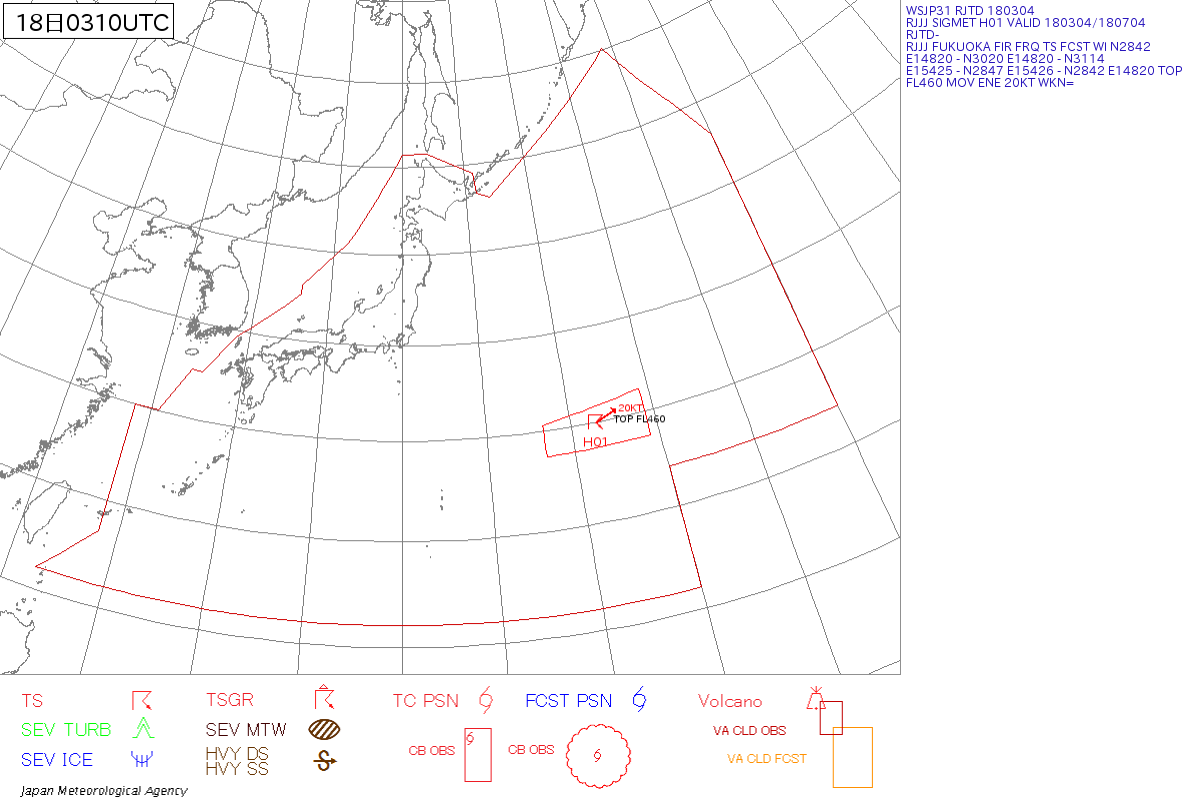 18日0310UTC
WSJP31 RJTD 180304
RJJJ SIGMET H01 VALID 180304/180704
RJTD-
RJJJ FUKUOKA FIR FRQ TS FCST WI N2842
E14820 - N3020 E14820 - N3114
E15425 - N2847 E15426 - N2842 E14820 TOP
FL460 MOV ENE 20KT WKN=
20KT
TOP FL460
H01
TS
TSGR
TC PSN
FCST PSN
Volcano
SEV TURB
SEV MTW
VA CLD OBS
CB OBS
CB OBS
SEV ICE
HVY DS
HVY SS
VA CLD FCST
Japan Meteorological Agency